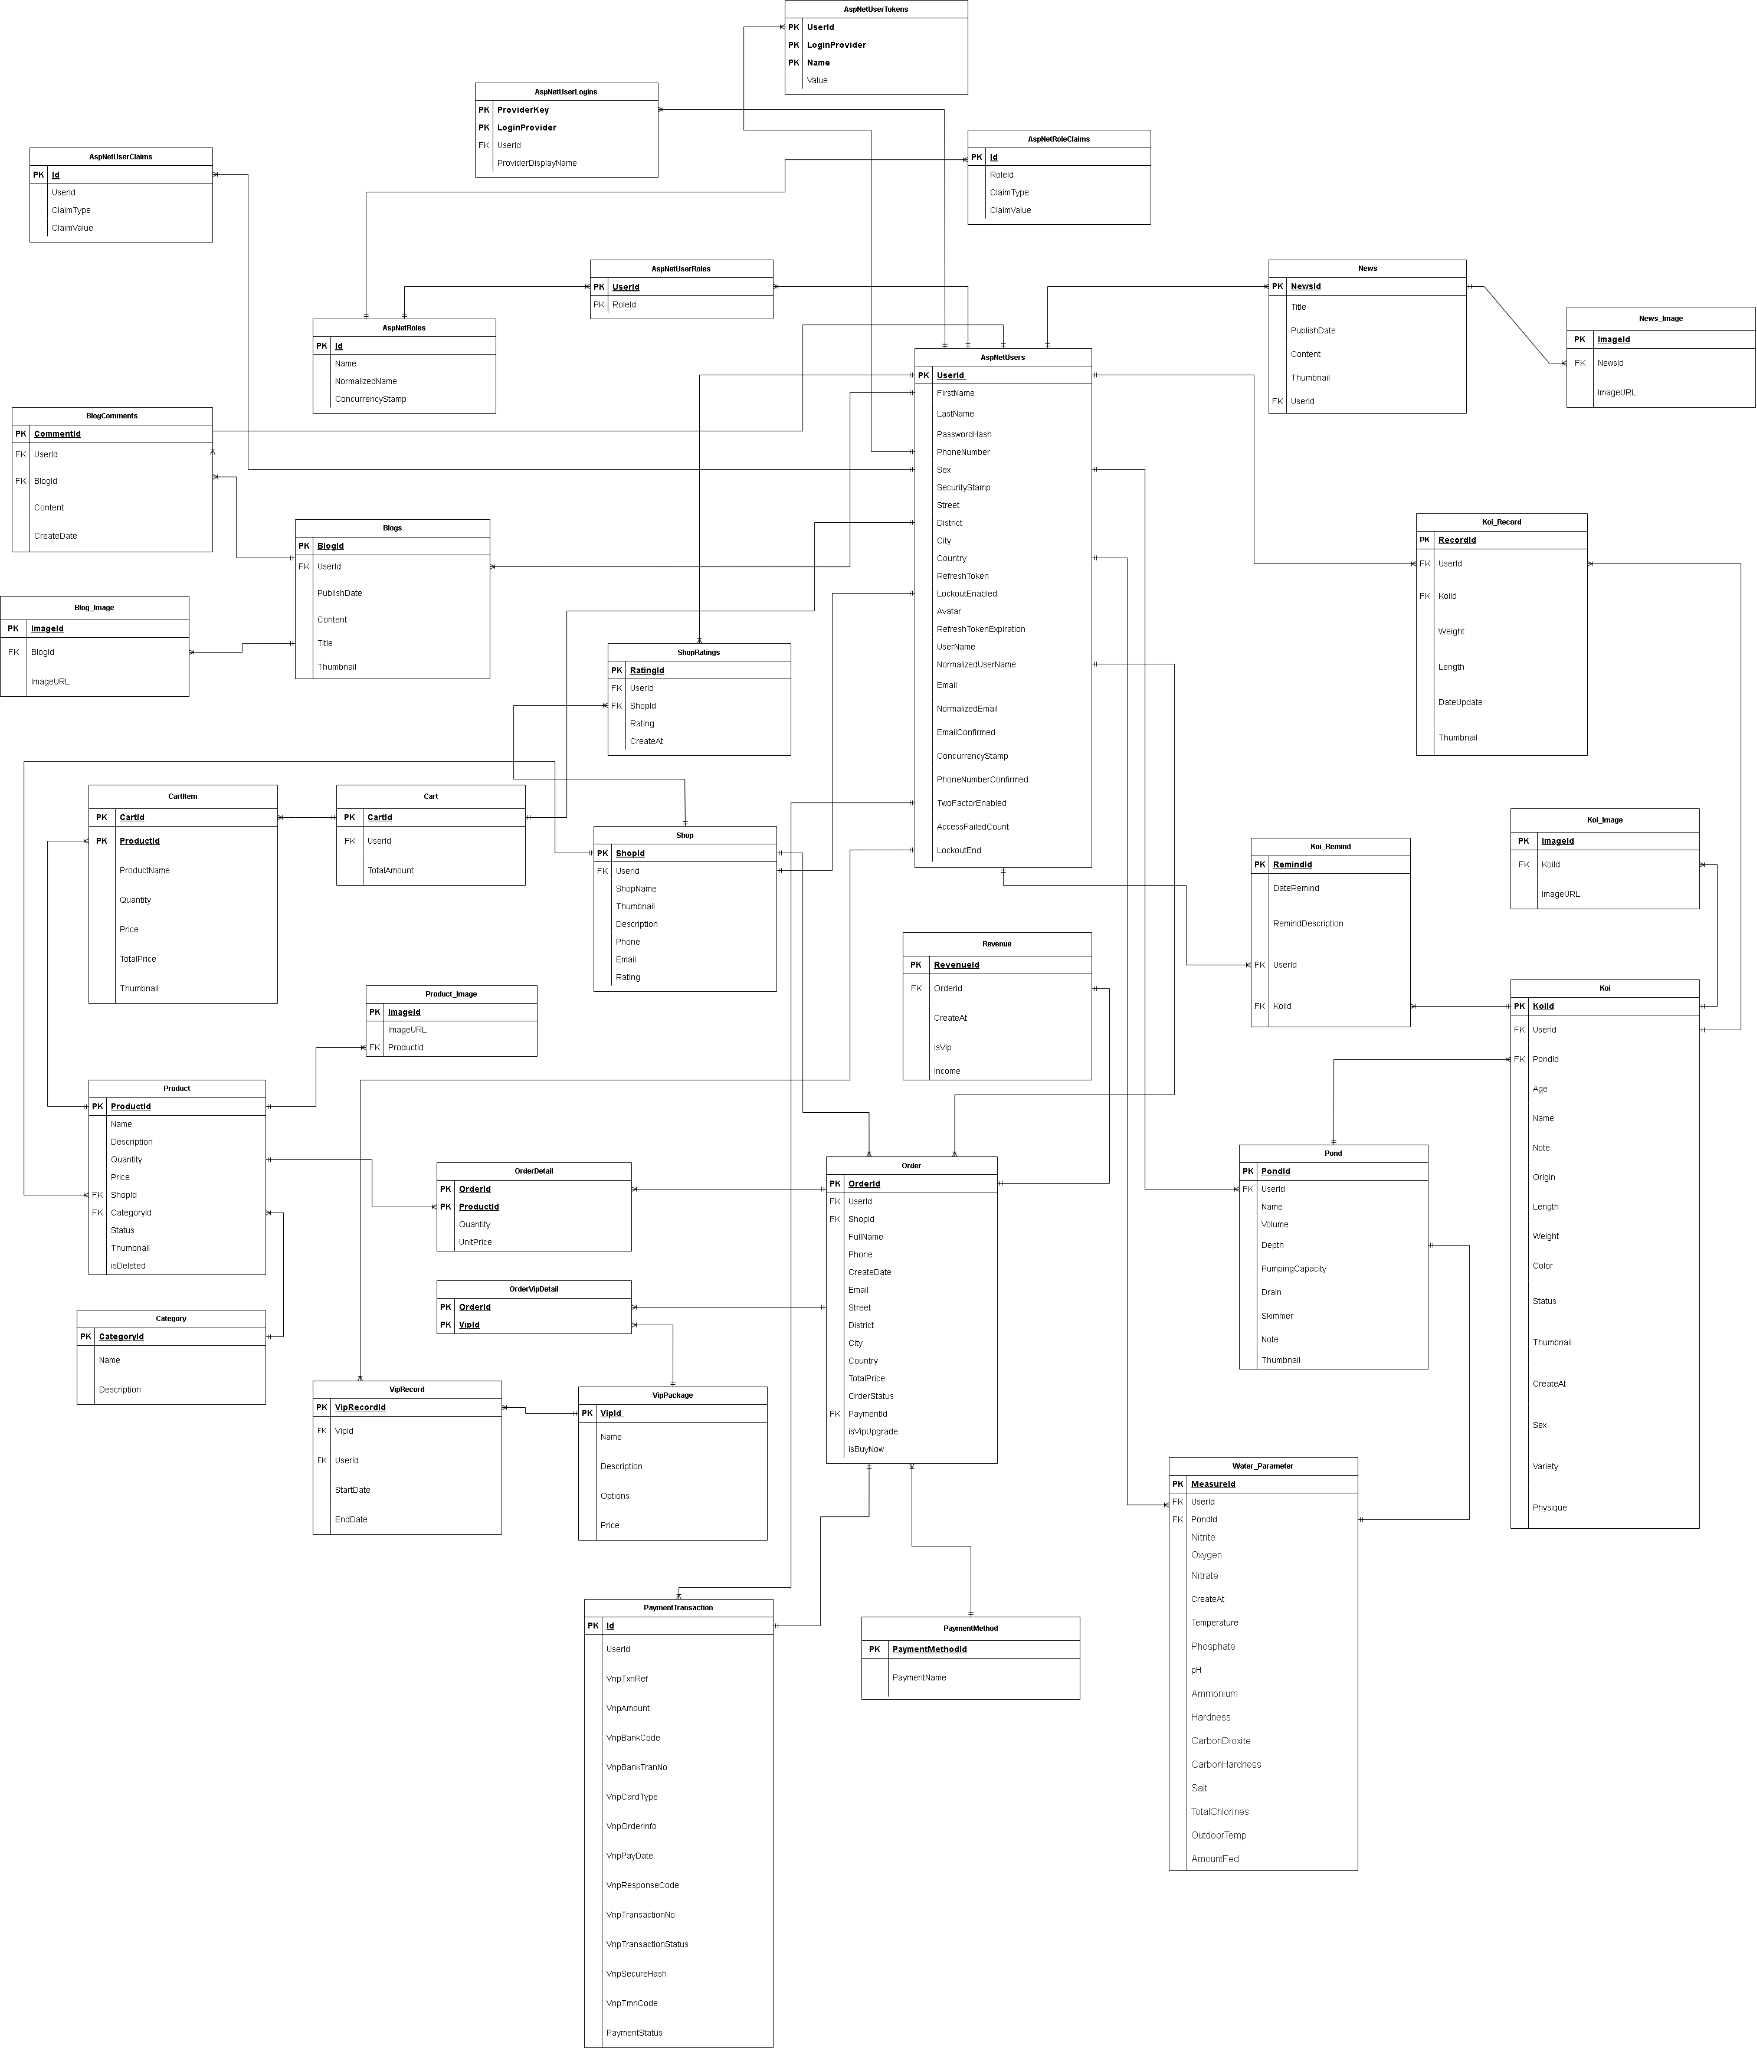 AspNetUserTokens
PK UserId
PK LoginProvider
PK Name
Value
AspNetUserLogins
PK ProviderKey
PK LoginProvider
FK UserId
ProviderDisplayName
AspNetRoleClaims
PK Id
RoleId
ClaimType
ClaimValue
AspNetUserClaims
PK Id
UserId
ClaimType
ClaimValue
AspNetUserRoles
PK UserId
FK RoleId
News
PK NewsId
Title
PublishDate
Content
Thumbnail
FK UserId
News_Image
PK ImageId
FK NewsId
ImageURL
AspNetRoles
PK Id
Name
NormalizedName
ConcurrencyStamp
AspNetUsers
PK UserId
FirstName
LastName
PasswordHash
PhoneNumber
Sex
SecurityStamp
Street
District
City
Country
RefreshToken
LockoutEnabled
Avatar
RefreshTokenExpiration
UserName
NormalizedUserName
Email
NormalizedEmail
EmailConfirmed
ConcurrencyStamp
PhoneNumberConfirmed
TwoFactorEnabled
AccessFailedCount
LockoutEnd
BlogComments
PK CommentId
FK UserId
FK BlogId
Content
CreateDate
Blogs
PK BlogId
FK UserId
PublishDate
Content
Title
Thumbnail
Koi_Record
PK RecordId
FK UserId
FK KoiId
Weight
Length
DateUpdate
Thumbnail
Blog_Image
PK ImageId
FK BlogId
ImageURL
ShopRatings
PK RatingId
FK UserId
FK ShopId
Rating
CreateAt
CartItem
PK CartId
PK ProductId
ProductName
Quantity
Price
TotalPrice
Thumbnail
Cart
PK CartId
FK UserId
TotalAmount
Shop
PK ShopId
FK UserId
ShopName
Thumbnail
Description
Phone
Email
Rating
Koi_Remind
PK RemindId
DateRemind
RemindDescription
FK UserId
FK KoiId
Koi_Image
PK ImageId
FK KoiId
ImageURL
Revenue
PK RevenueId
FK OrderId
CreateAt
isVip
Income
Product_Image
PK ImageId
ImageURL
FK ProductId
Koi
PK KoiId
FK UserId
FK PondId
Age
Name
Note
Origin
Length
Weight
Color
Status
Thumbnail
CreateAt
Sex
Variety
Physique
Product
PK ProductId
Name
Description
Quantity
Price
FK ShopId
FK CategoryId
Status
Thumbnail
isDeleted
Pond
PK PondId
FK UserId
Name
Volume
Depth
PumpingCapacity
Drain
Skimmer
Note
Thumbnail
OrderDetail
PK OrderId
PK ProductId
Quantity
UnitPrice
Order
PK OrderId
FK UserId
FK ShopId
FullName
Phone
CreateDate
Email
Street
District
City
Country
TotalPrice
OrderStatus
FK PaymentId
isVipUpgrade
isBuyNow
OrderVipDetail
PK OrderId
PK VipId
Category
PK CategoryId
Name
Description
VipRecord
PK VipRecordId
FK VipId
FK UserId
StartDate
EndDate
VipPackage
PK VipId
Name
Description
Options
Price
Water_Parameter
PK MeasureId
FK UserId
FK PondId
Nitrite
Oxygen
Nitrate
CreateAt
Temperature
Phosphate
pH
Ammonium
Hardness
CarbonDioxite
CarbonHardness
Salt
TotalChlorines
OutdoorTemp
AmountFed
PaymentTransaction
PK Id
UserId
VnpTxnRef
VnpAmount
VnpBankCode
VnpBankTranNo
VnpCardType
VnpOrderInfo
VnpPayDate
VnpResponseCode
VnpTransactionNo
VnpTransactionStatus
VnpSecureHash
VnpTmnCode
PaymentStatus
PaymentMethod
PK PaymentMethodId
PaymentName